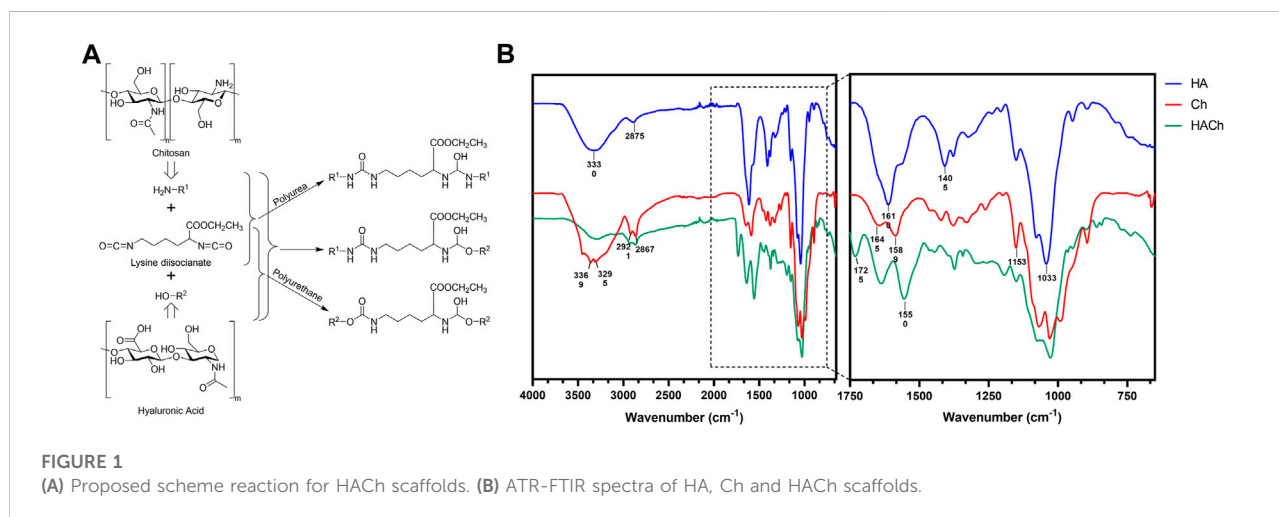 A
OH
NH2
O
HO
O
NH
O
HO
O
O
OH
O
m
m
Chitosan
H2N-R1
+
COOCH2CH3
O=C=N
N=C=O
Lysine diisocianate
+
HO-R2
O
OH
OH
O
O
HO
O
HO
O
OH
NH
O
m
Hyaluronic Acid
Polyurea
Polyurethane
COOCH2CH3
O
OH
R1
N
H
N
H
N
H
N-R1
H
COOCH2CH3
O
OH
R1
N
H
N
H
N
H
O-R2
COOCH2CH3
O
OH
R2-O
N
H
N
H
O-R2
B
HA
Ch
HACh
333
0
2875
336
9
329
5
292
1
2867
4000 3500 3000 2500 2000 1500 1000
Wavenumber (cm-1)
140
5
161
0
164
5
158
9
172
5
155
0
1153
1033
1750 1500 1250 1000 750
Wavenumber (cm-1)
FIGURE 1
(A) Proposed scheme reaction for HACh scaffolds. (B) ATR-FTIR spectra of HA, Ch and HACh scaffolds.